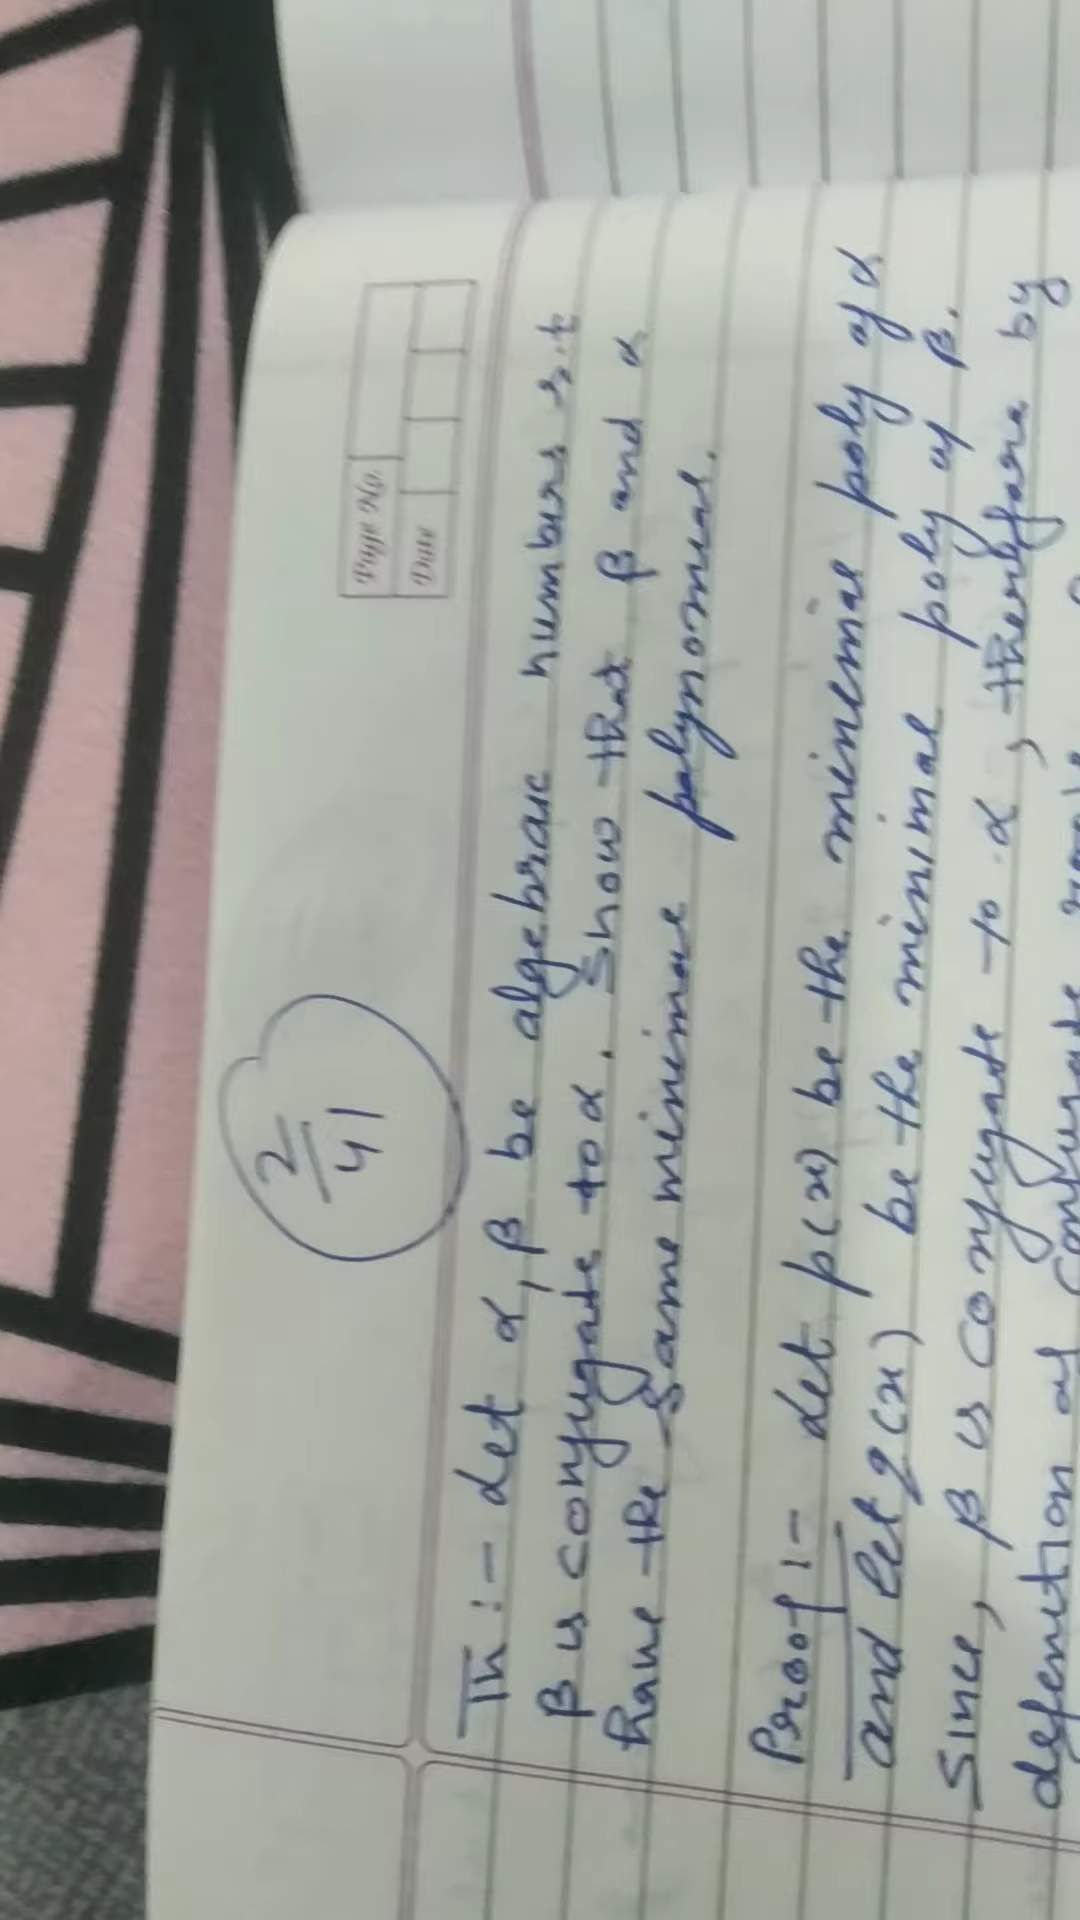 2/41
Page No.
Date
Th :- Let α, β be algebraic numbers s.t
β is conjugate to α. Show that β and α
have the same minimal polynomial.
Proof :- Let p(x) be the minimal poly of α
and let q(x) be the minimal poly of β.
Since, β is conjugate to α, therefore by
defenition of conjugate